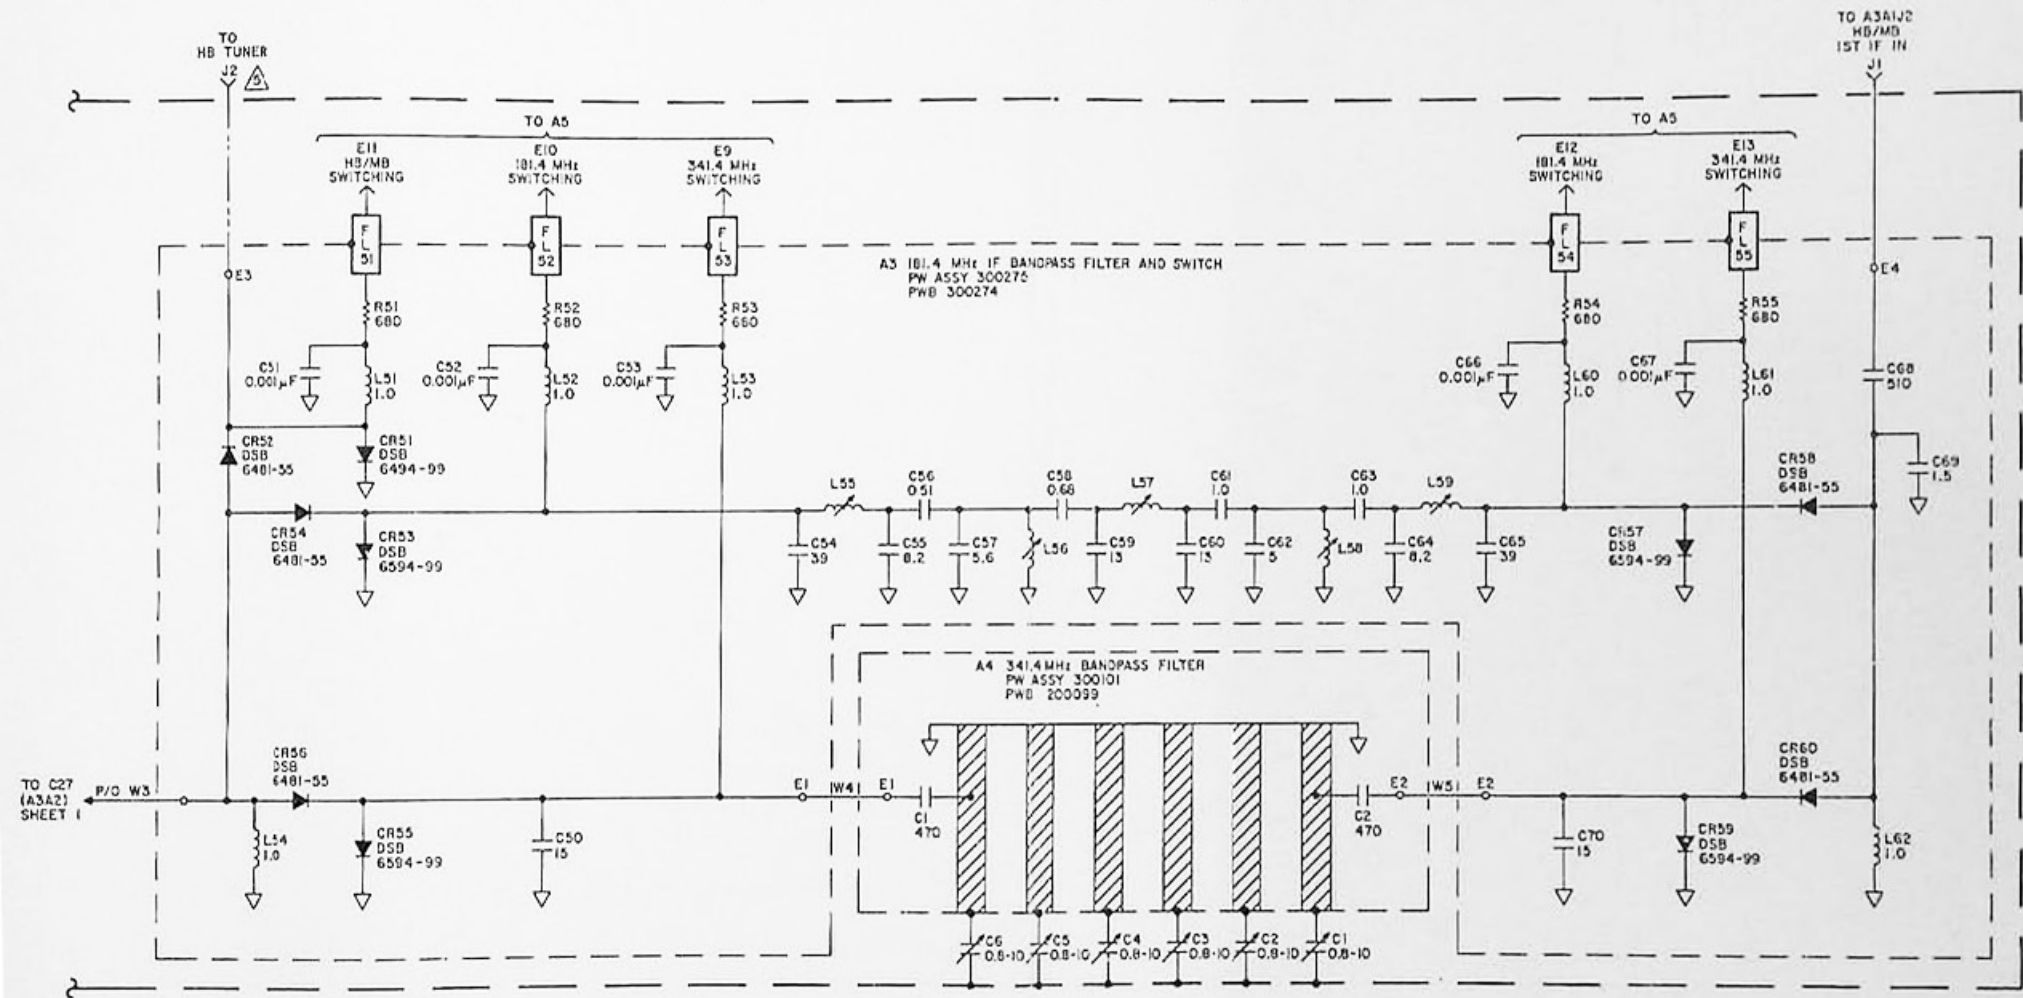 TO
HB TUNER
J2
5
TO A3A1J2
HB/MB
1ST IF IN
J1
TO A5
E11
HB/MB
SWITCHING
E10
181.4 MHz
SWITCHING
E9
341.4 MHz
SWITCHING
TO A5
E12
181.4 MHz
SWITCHING
E13
341.4 MHz
SWITCHING
FL
51
FL
52
FL
53
FL
54
FL
55
E3
A3 181.4 MHz IF BANDPASS FILTER AND SWITCH
PW ASSY 300275
PWB 300274
E4
R51
680
R52
680
R53
680
R54
680
R55
680
C51
0.001µF
L51
1.0
C52
0.001µF
L52
1.0
C53
0.001µF
L53
1.0
C66
0.001µF
L60
1.0
C67
0.001µF
L61
1.0
C68
510
CR52
DSB
6481-55
CR51
DSB
6494-99
CR58
DSB
6481-55
C69
1.5
L55
C56
0.51
C58
0.68
L57
C61
1.0
C63
1.0
L59
CR54
DSB
6481-55
CR53
DSB
6594-99
C54
39
C55
8.2
C57
5.6
L56
C59
13
C60
13
C62
5
L58
C64
8.2
C65
39
CR57
DSB
6594-99
A4 341.4MHz BANDPASS FILTER
PW ASSY 300101
PWB 200099
TO C27
(A3A2)
SHEET 1
P/O W3
CR56
DSB
6481-55
E1
W4
E1
C1
470
C2
470
E2
W5
E2
CR60
DSB
6481-55
L54
1.0
CR55
DSB
6594-99
C50
15
C70
15
CR59
DSB
6594-99
L62
1.0
C6
0.8-10
C5
0.8-10
C4
0.8-10
C3
0.8-10
C2
0.8-10
C1
0.8-10